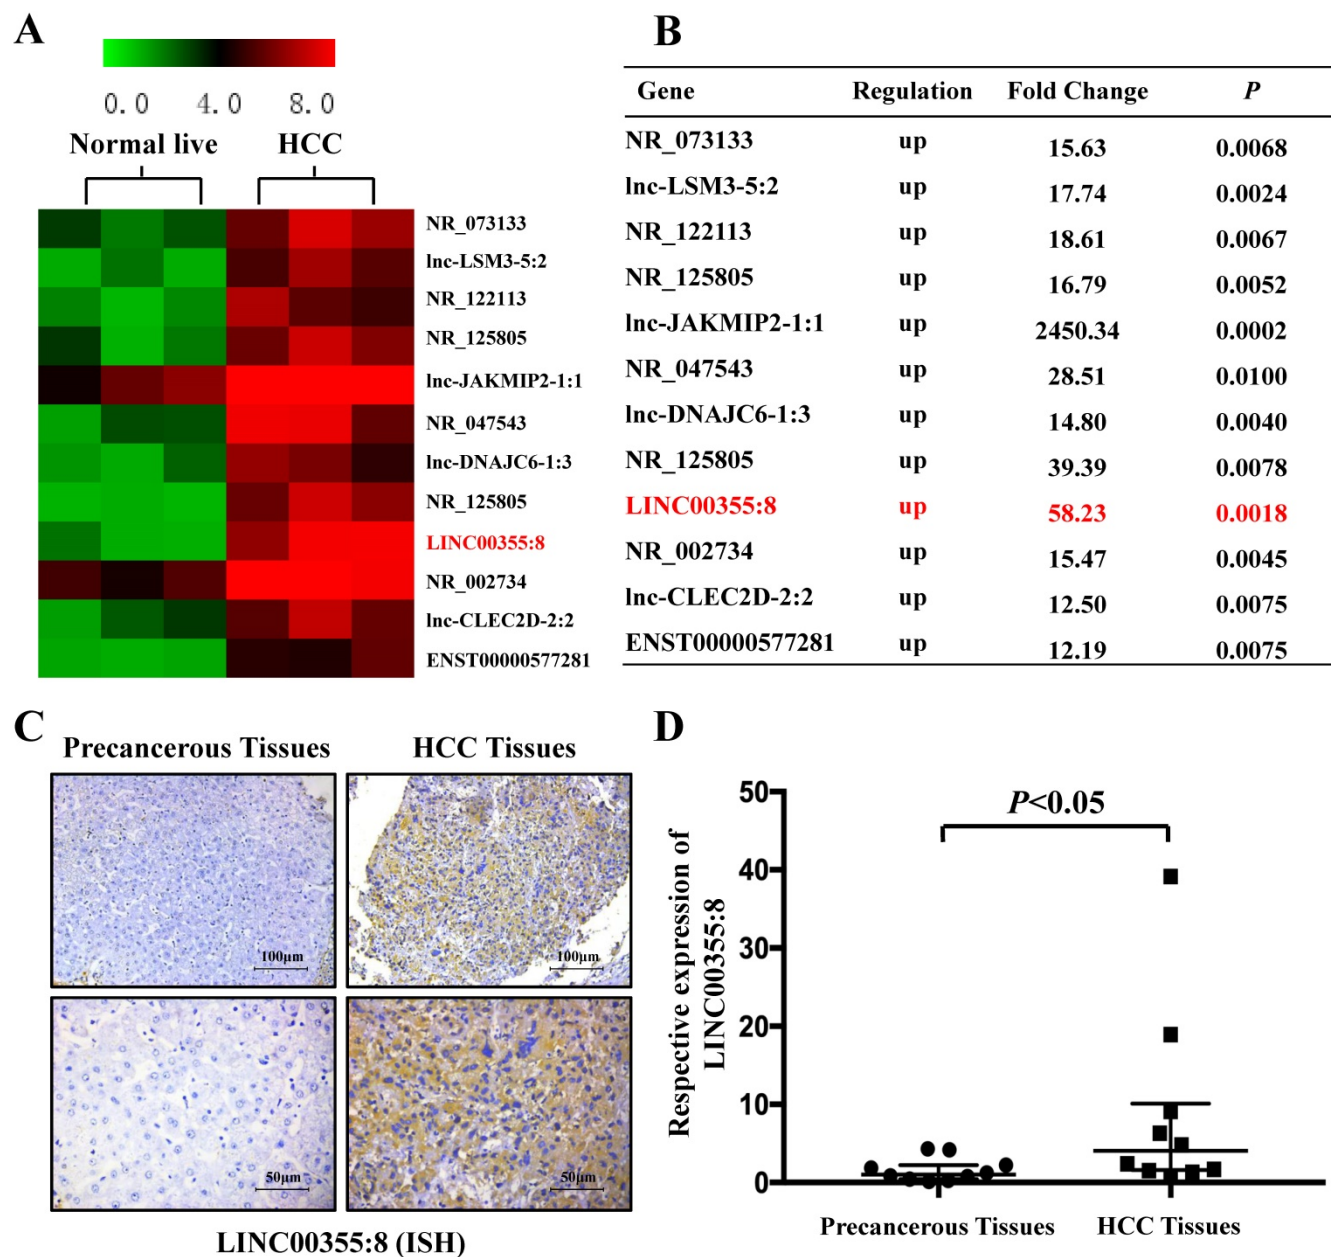 A
0.0 4.0 8.0
Normal live HCC
NR_073133
lnc-LSM3-5:2
NR_122113
NR_125805
lnc-JAKMIP2-1:1
NR_047543
lnc-DNAJC6-1:3
NR_125805
LINC00355:8
NR_002734
lnc-CLEC2D-2:2
ENST00000577281
B
Gene Regulation Fold Change P
NR_073133 up 15.63 0.0068
lnc-LSM3-5:2 up 17.74 0.0024
NR_122113 up 18.61 0.0067
NR_125805 up 16.79 0.0052
lnc-JAKMIP2-1:1 up 2450.34 0.0002
NR_047543 up 28.51 0.0100
lnc-DNAJC6-1:3 up 14.80 0.0040
NR_125805 up 39.39 0.0078
LINC00355:8 up 58.23 0.0018
NR_002734 up 15.47 0.0045
lnc-CLEC2D-2:2 up 12.50 0.0075
ENST00000577281 up 12.19 0.0075
C
Precancerous Tissues HCC Tissues
100µm 100µm
50µm 50µm
LINC00355:8 (ISH)
D
Respective expression of
LINC00355:8
50
40
30
20
10
0
P<0.05
Precancerous Tissues HCC Tissues